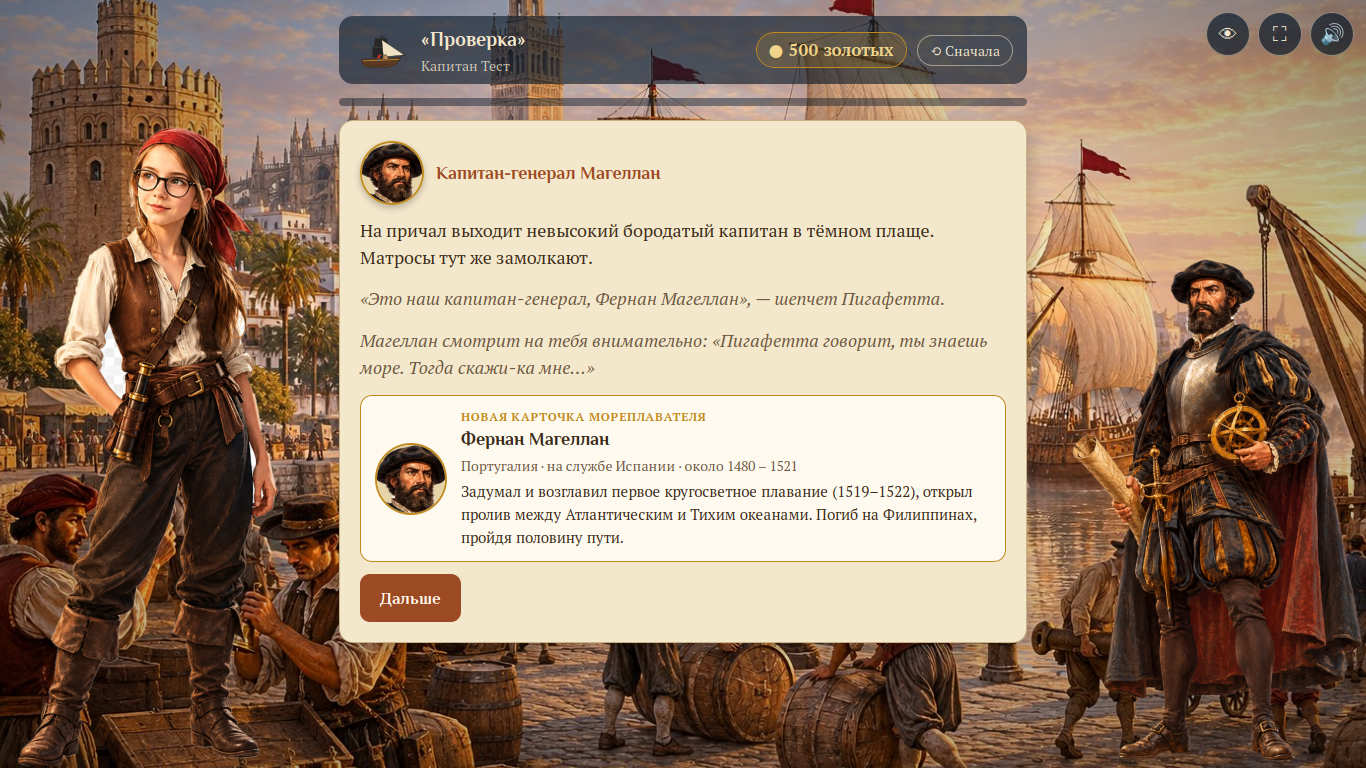 «Проверка»
Капитан Тест
500 золотых
⟲ Сначала
Капитан-генерал Магеллан
На причал выходит невысокий бородатый капитан в тёмном плаще.
Матросы тут же замолкают.
«Это наш капитан-генерал, Фернан Магеллан», — шепчет Пигафетта.
Магеллан смотрит на тебя внимательно: «Пигафетта говорит, ты знаешь
море. Тогда скажи-ка мне…»
НОВАЯ КАРТОЧКА МОРЕПЛАВАТЕЛЯ
Фернан Магеллан
Португалия · на службе Испании · около 1480 – 1521
Задумал и возглавил первое кругосветное плавание (1519–1522), открыл
пролив между Атлантическим и Тихим океанами. Погиб на Филиппинах,
пройдя половину пути.
Дальше